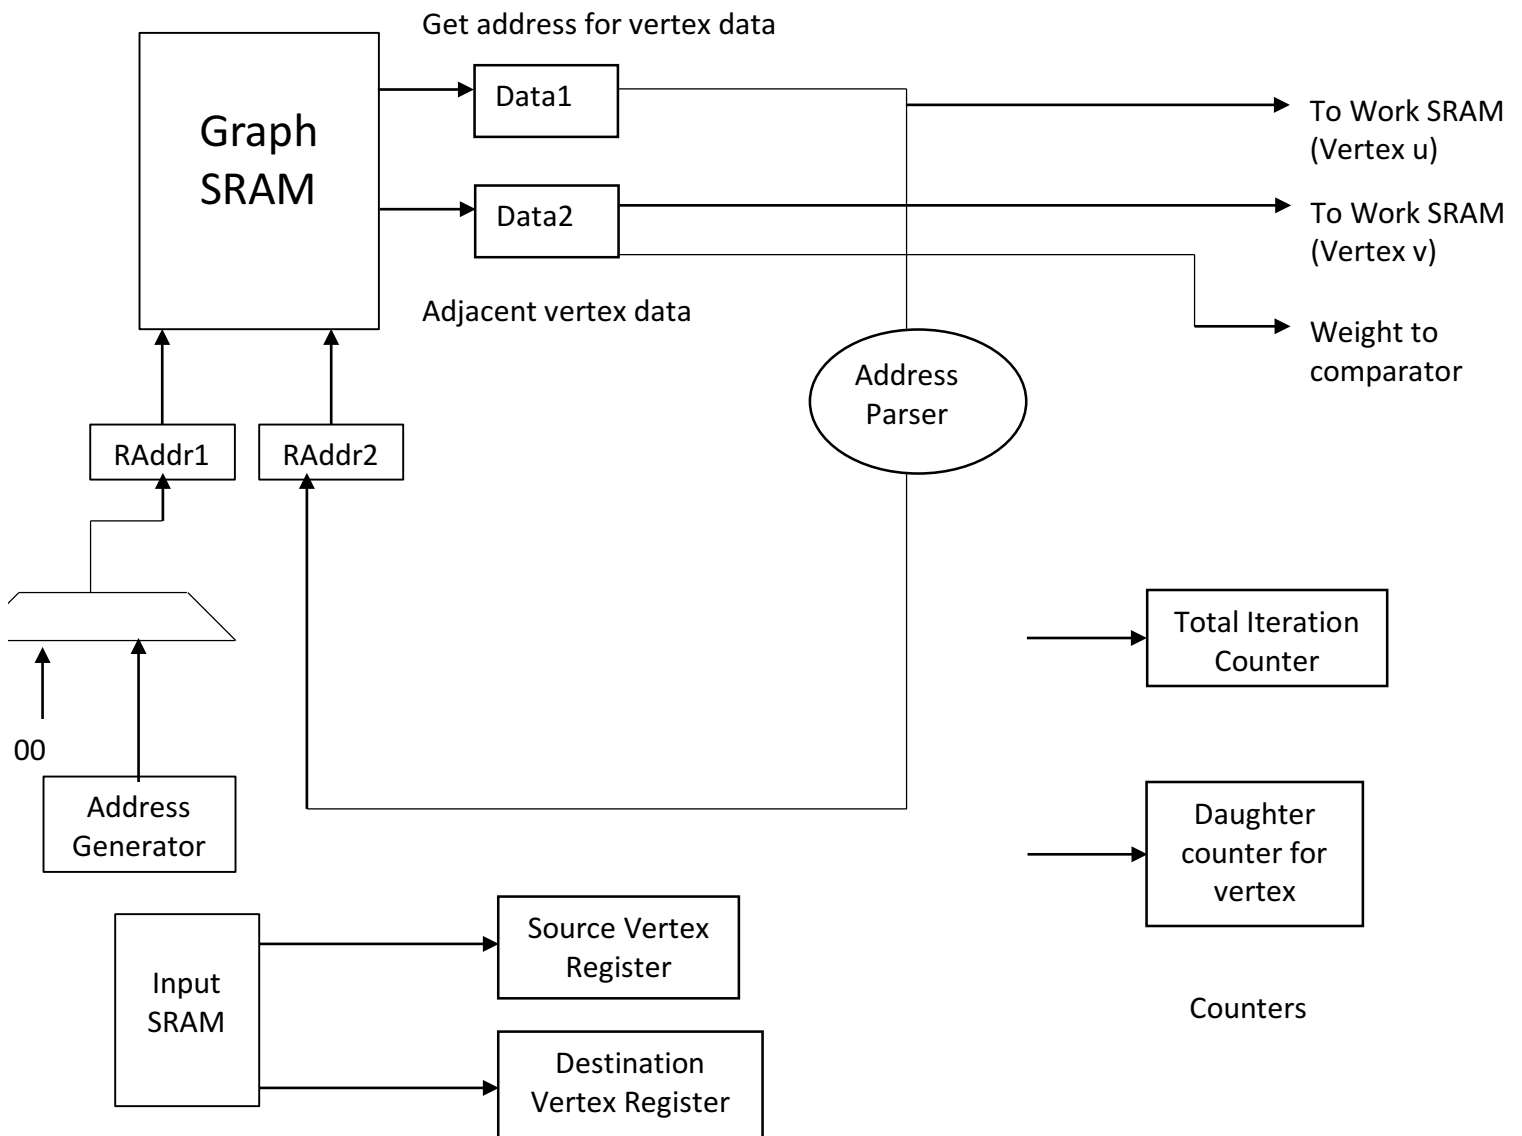 Get address for vertex data
Graph
SRAM
Data1
To Work SRAM
(Vertex u)
Data2
To Work SRAM
(Vertex v)
Adjacent vertex data
Weight to
comparator
Address
Parser
RAddr1
RAddr2
Total Iteration
Counter
00
Address
Generator
Daughter
counter for
vertex
Input
SRAM
Source Vertex
Register
Counters
Destination
Vertex Register